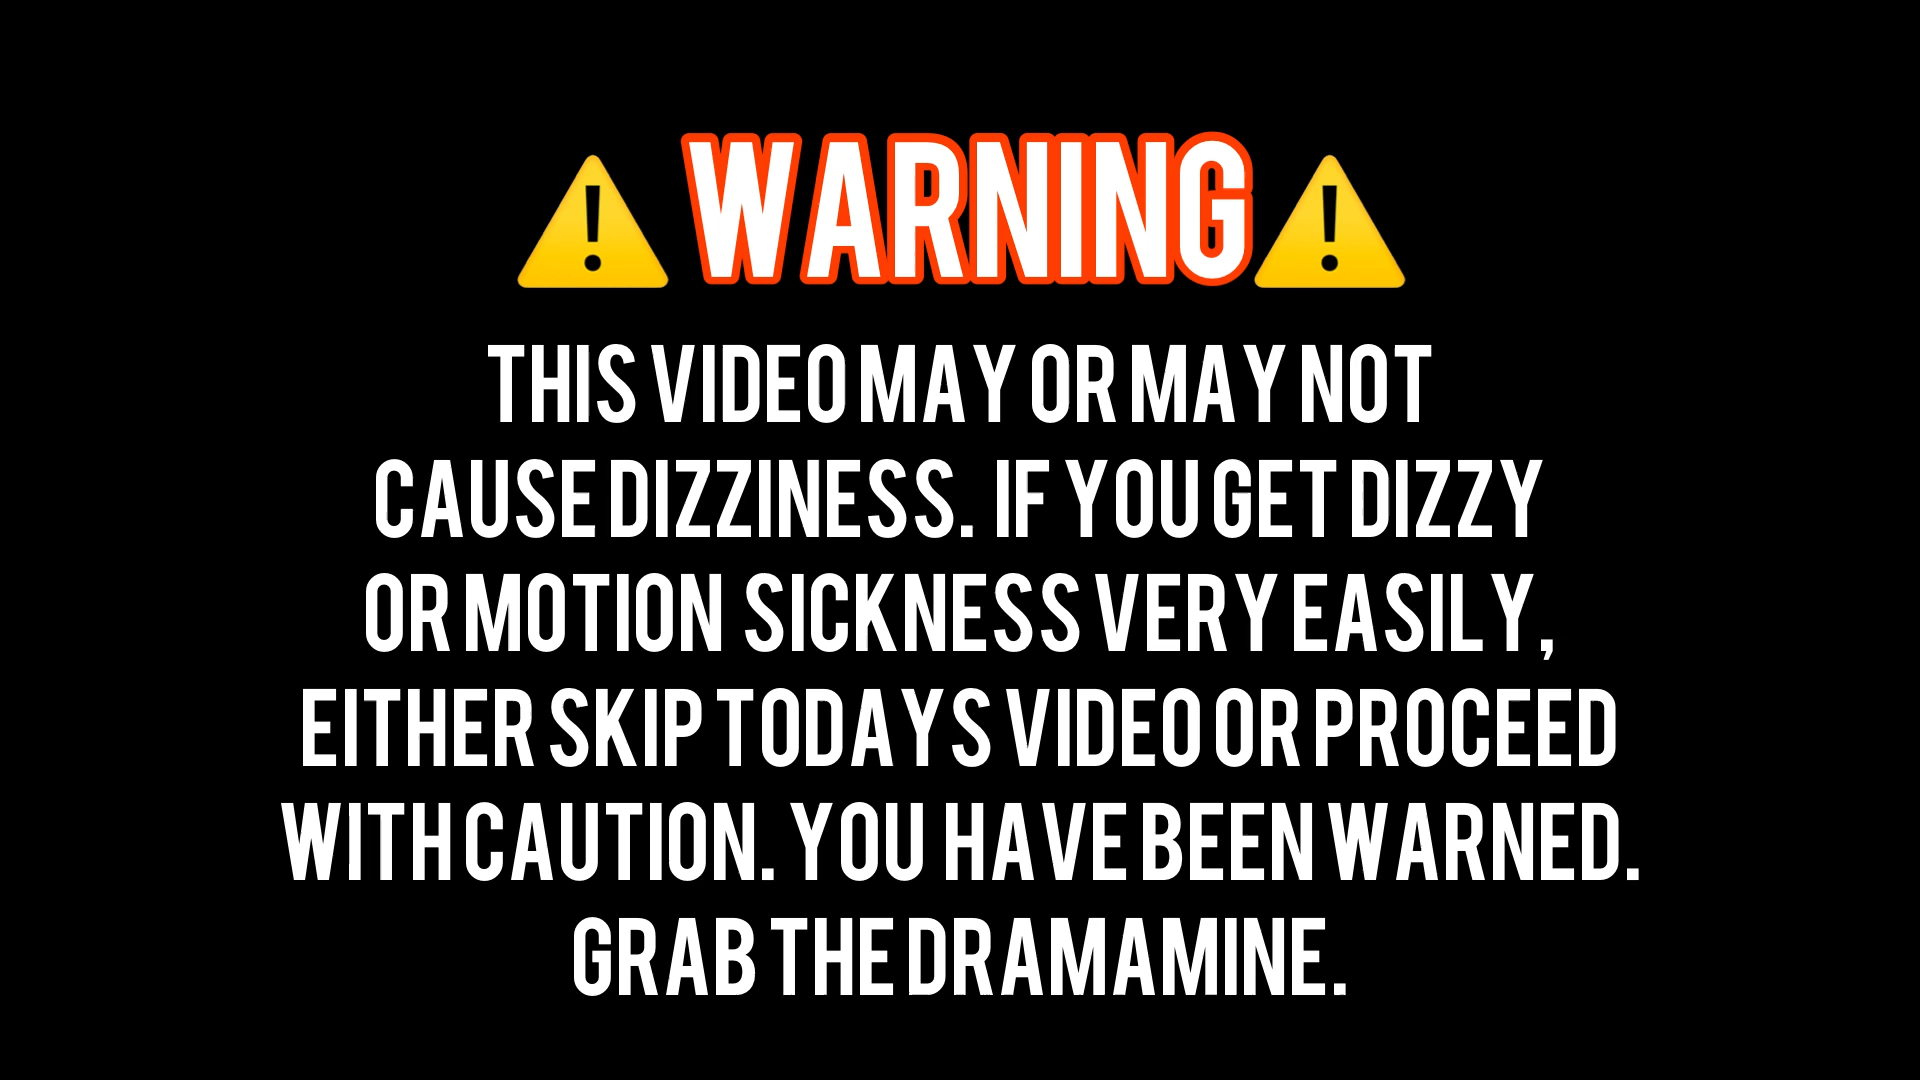 ⚠️WARNING⚠️
THIS VIDEO MAY OR MAY NOT
CAUSE DIZZINESS. IF YOU GET DIZZY
OR MOTION SICKNESS VERY EASILY,
EITHER SKIP TODAYS VIDEO OR PROCEED
WITH CAUTION. YOU HAVE BEEN WARNED.
GRAB THE DRAMAMINE.